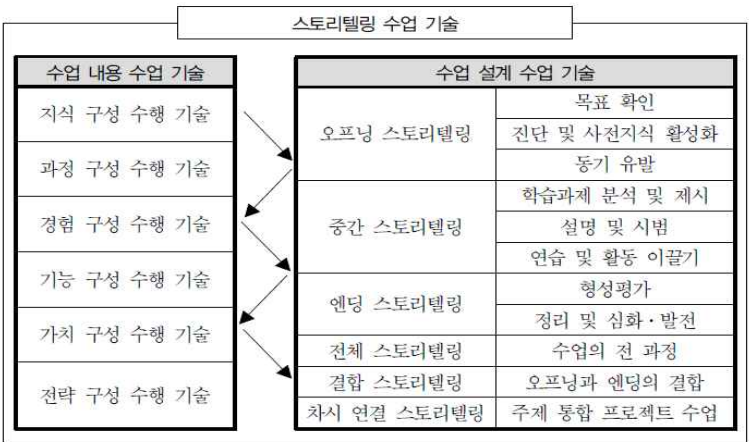 스토리텔링 수업 기술
수업 내용 수업 기술
지식 구성 수행 기술
과정 구성 수행 기술
경험 구성 수행 기술
기능 구성 수행 기술
가치 구성 수행 기술
전략 구성 수행 기술
수업 설계 수업 기술
오프닝 스토리텔링
목표 확인
진단 및 사전지식 활성화
동기 유발
중간 스토리텔링
학습과제 분석 및 제시
설명 및 시범
연습 및 활동 이끌기
엔딩 스토리텔링
형성평가
정리 및 심화·발전
전체 스토리텔링
수업의 전 과정
결합 스토리텔링
오프닝과 엔딩의 결합
차시 연결 스토리텔링
주제 통합 프로젝트 수업